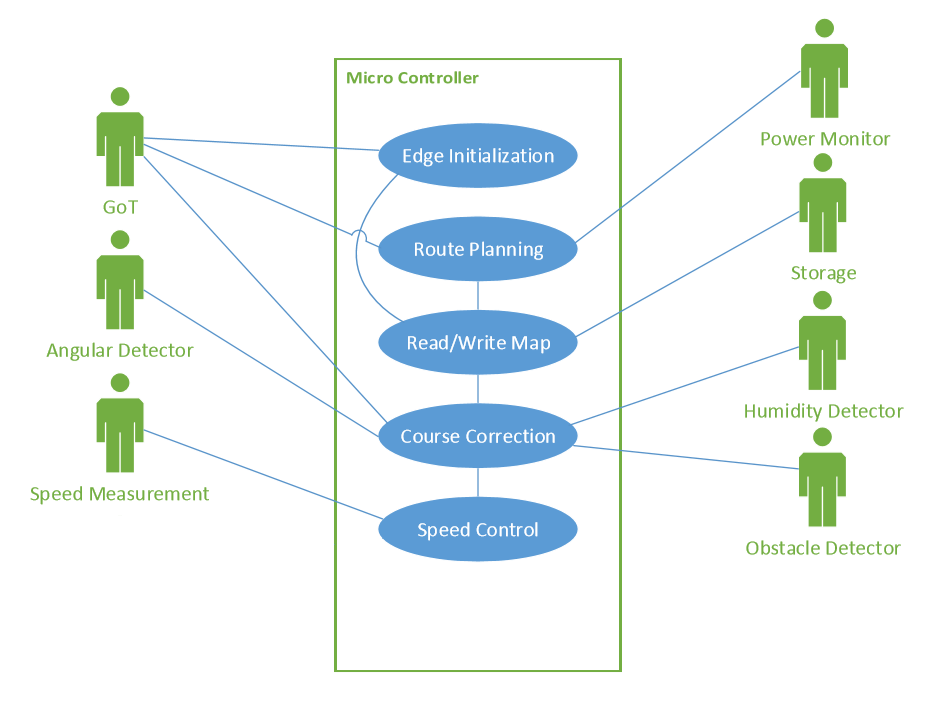 Micro Controller
Power Monitor
Edge Initialization
GoT
Storage
Route Planning
Angular Detector
Read/Write Map
Humidity Detector
Course Correction
Speed Measurement
Speed Control
Obstacle Detector